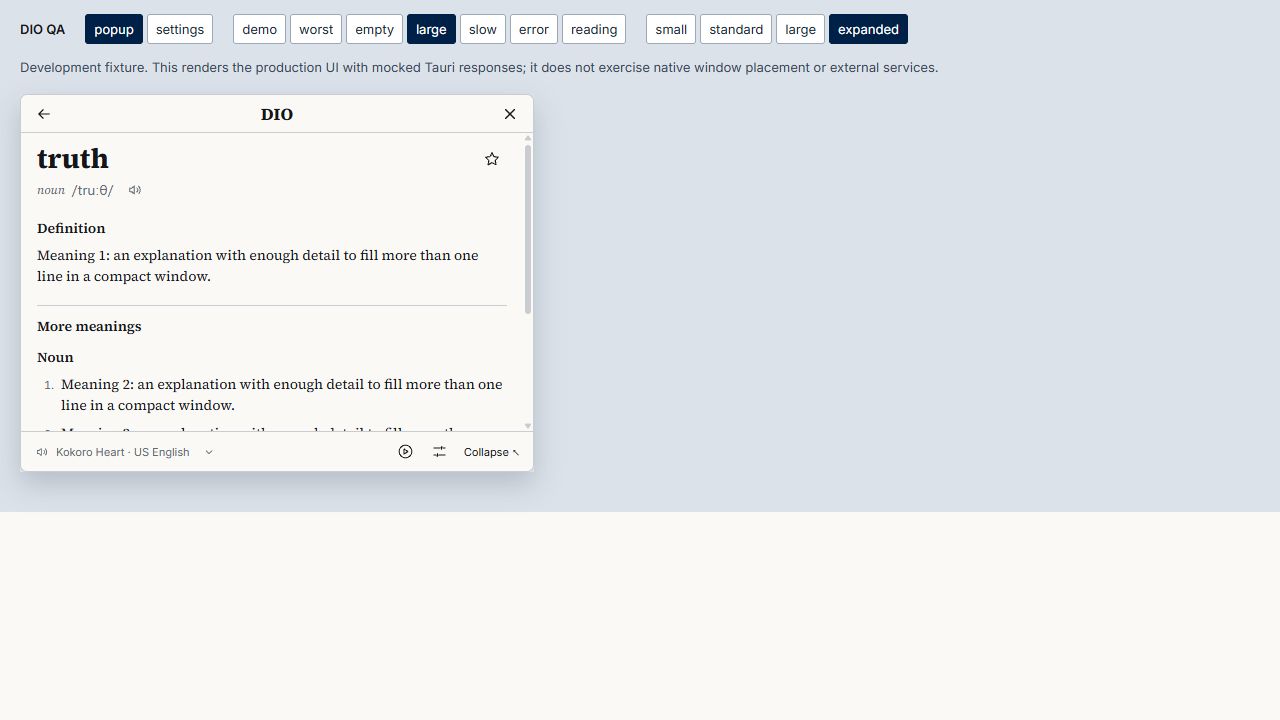 DIO QA popup settings demo worst empty large slow error reading small standard large expanded
Development fixture. This renders the production UI with mocked Tauri responses; it does not exercise native window placement or external services.
DIO
truth
noun /truːθ/
Definition
Meaning 1: an explanation with enough detail to fill more than one
line in a compact window.
More meanings
Noun
1. Meaning 2: an explanation with enough detail to fill more than one
line in a compact window.
Kokoro Heart · US English Collapse